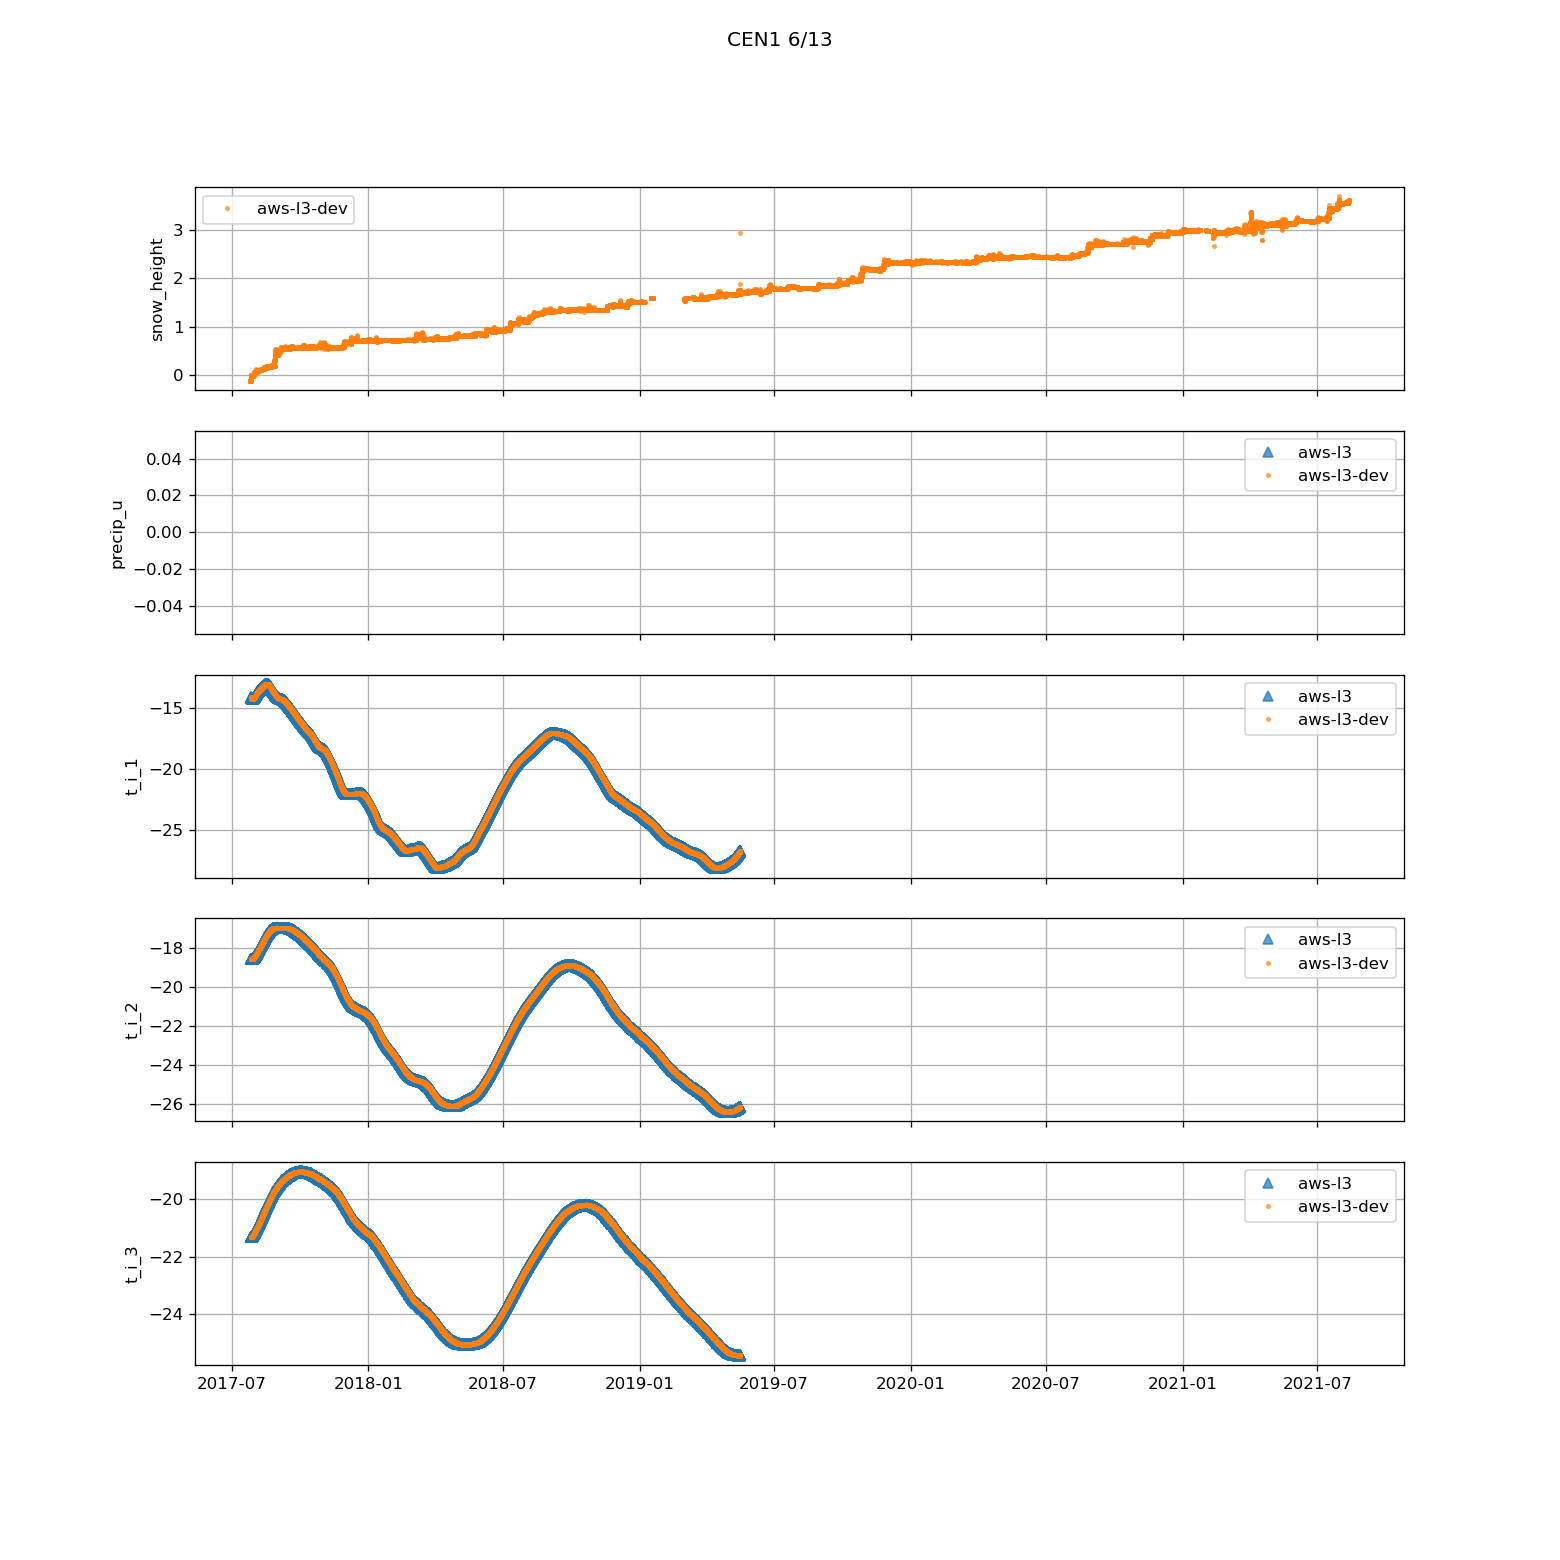 CEN1 6/13
snow_height
3
2
1
0
aws-l3-dev
precip_u
0.04
0.02
0.00
−0.02
−0.04
aws-l3
aws-l3-dev
t_i_1
−15
−20
−25
aws-l3
aws-l3-dev
t_i_2
−18
−20
−22
−24
−26
aws-l3
aws-l3-dev
t_i_3
−20
−22
−24
aws-l3
aws-l3-dev
2017-07 2018-01 2018-07 2019-01 2019-07 2020-01 2020-07 2021-01 2021-07